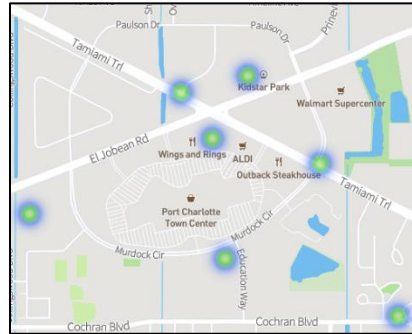 Paulson Dr
Paulson Dr
Tamiami Trl
Kidstar Park
Walmart Supercenter
El Jobean Rd
Wings and Rings
ALDI
Outback Steakhouse
Tamiami Trl
Port Charlotte
Town Center
Murdock Cir
Murdock Cir
Education Way
Cochran Blvd
Cochran Blvd